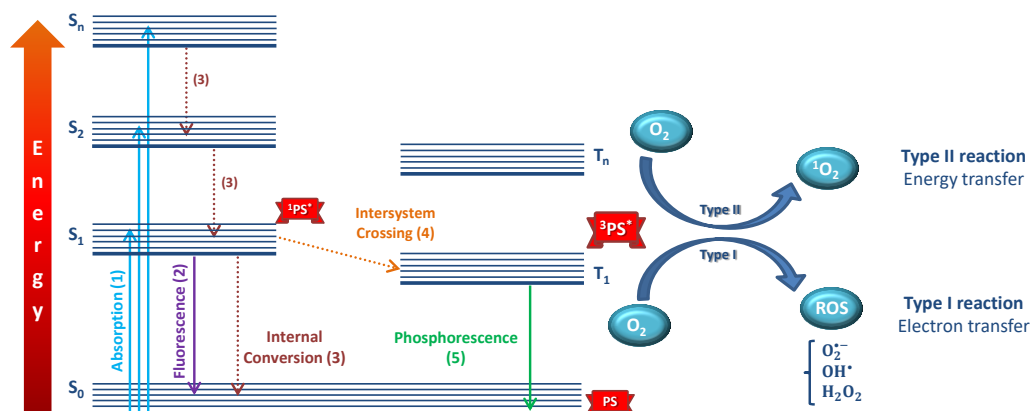 Energy
Sₙ
(3)
S₂
(3)
S₁
¹PS*
Intersystem
Crossing (4)
Absorption (1)
Fluorescence (2)
Internal
Conversion (3)
Phosphorescence
(5)
S₀
PS
Tₙ
³PS*
T₁
O₂
¹O₂
Type II
Type I
O₂
ROS
O₂•−
OH•
H₂O₂
Type II reaction
Energy transfer
Type I reaction
Electron transfer